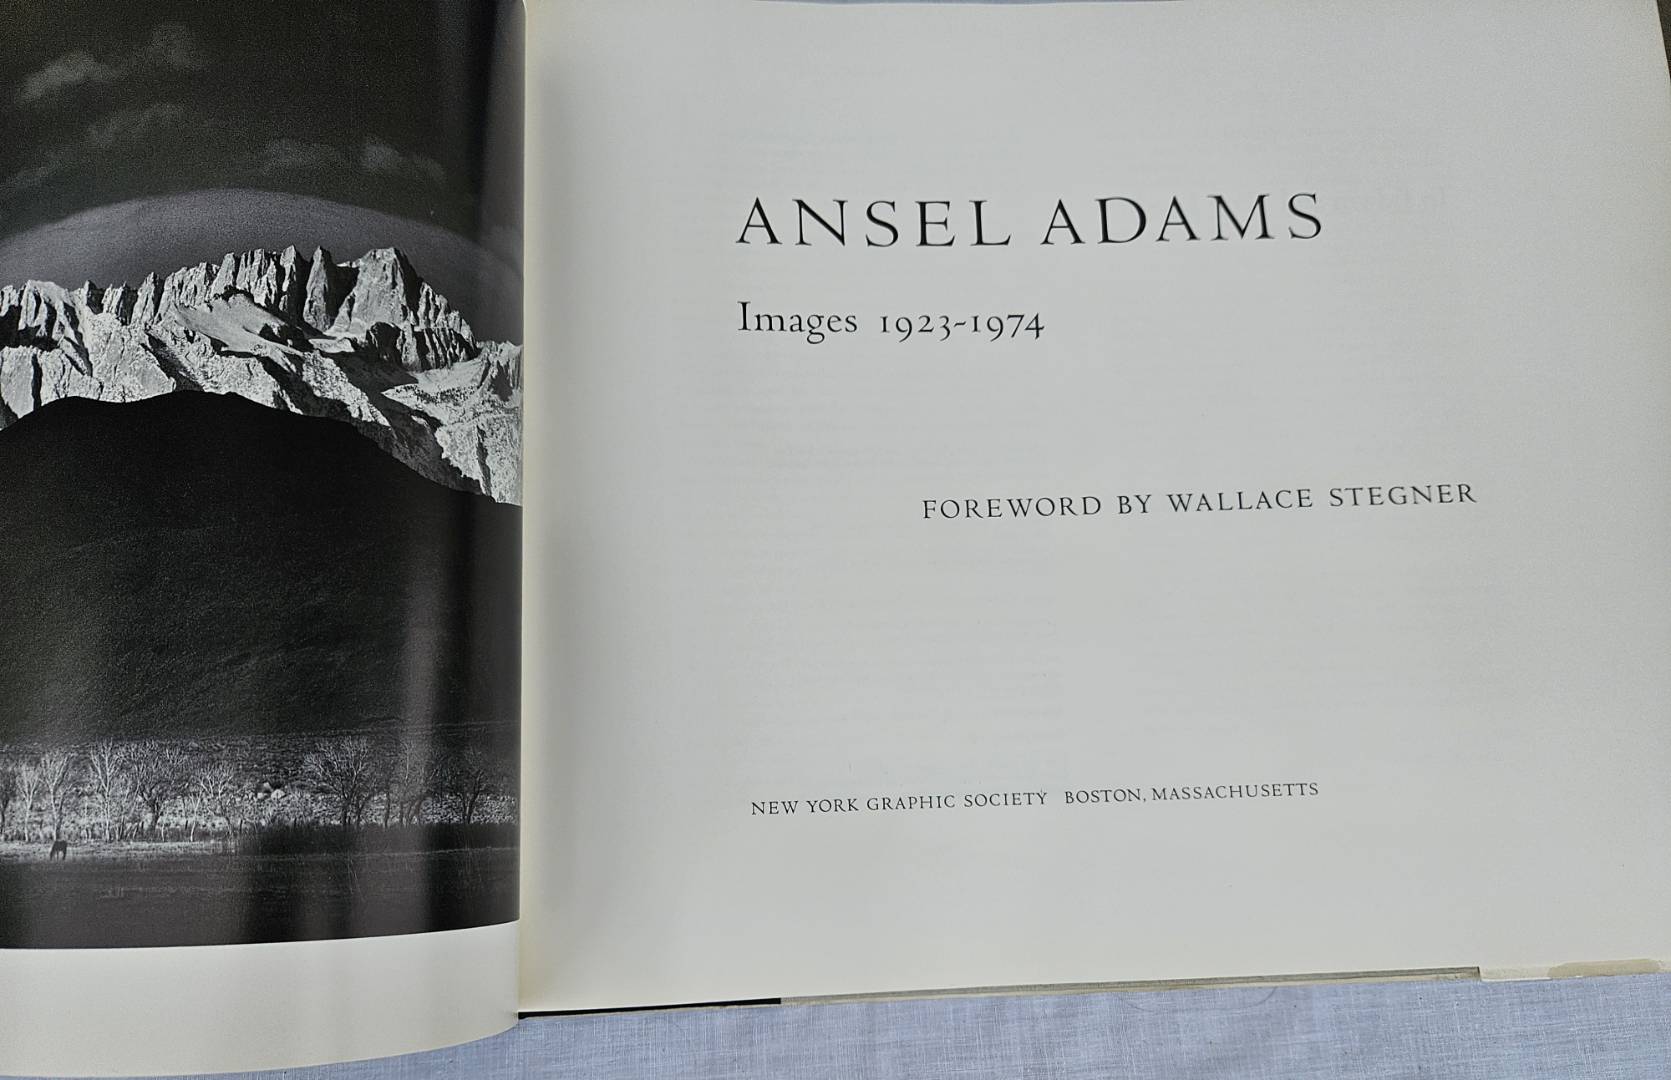 ANSEL ADAMS
Images 1923-1974
FOREWORD BY WALLACE STEGNER
NEW YORK GRAPHIC SOCIETY BOSTON, MASSACHUSETTS